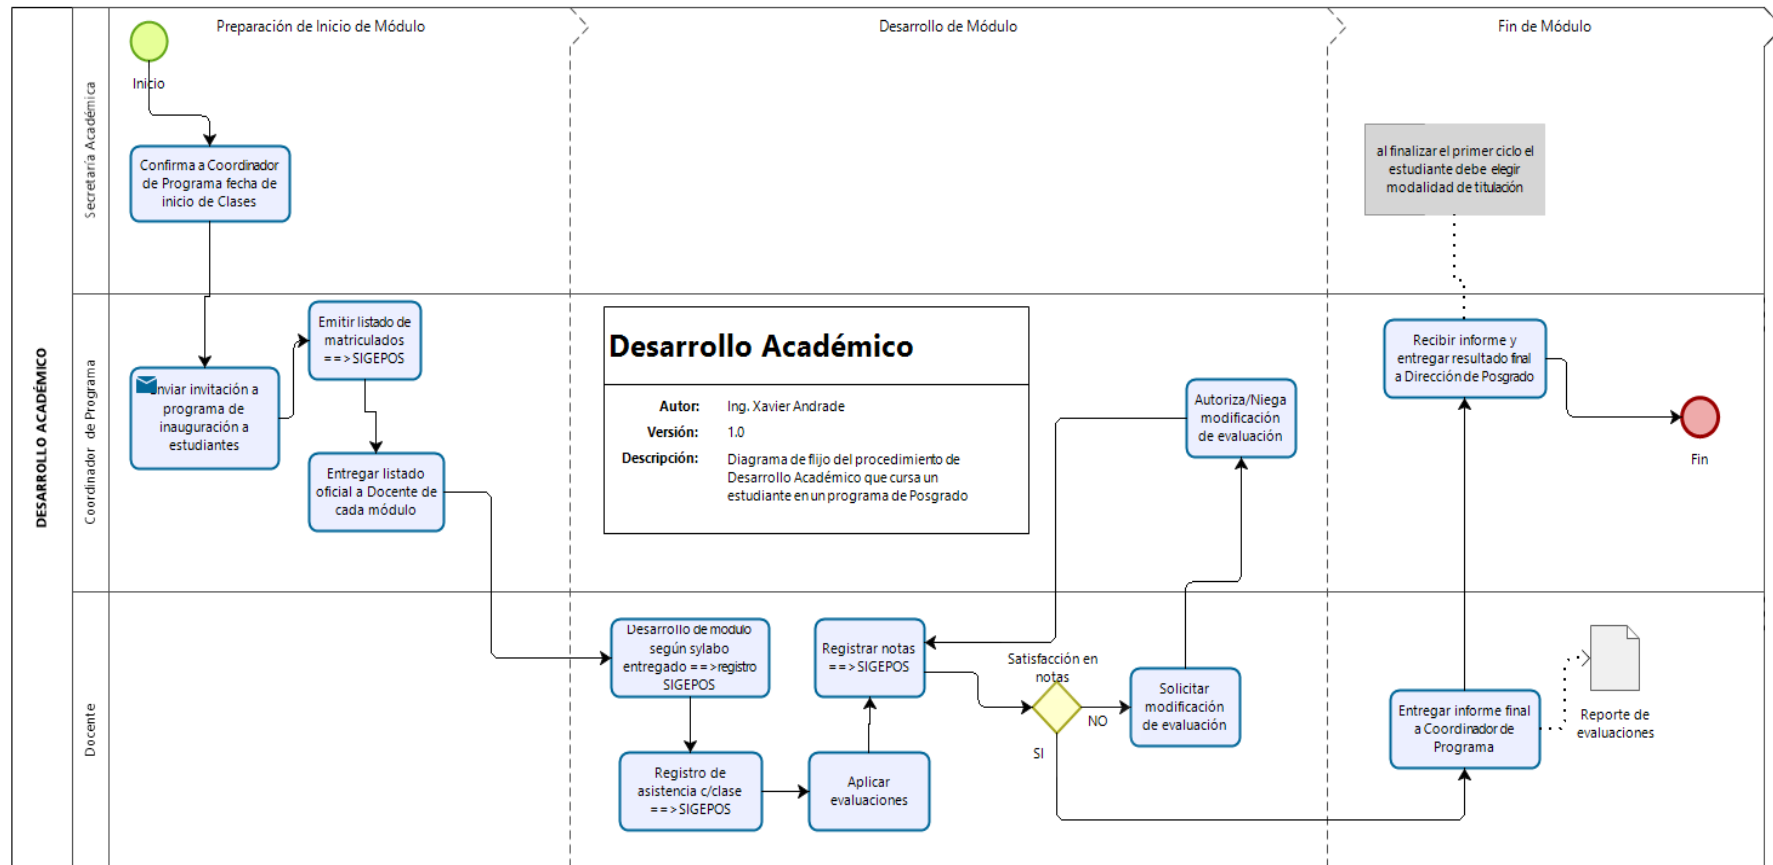 DESARROLLO ACADÉMICO
Secretaría Académica
Coordinador de Programa
Docente
Preparación de Inicio de Módulo
Desarrollo de Módulo
Fin de Módulo
Inicio
Confirma a Coordinador
de Programa fecha de
inicio de Clases
al finalizar el primer ciclo el
estudiante debe elegir
modalidad de titulación
nviar invitación a
programa de
inauguración a
estudiantes
Emitir listado de
matriculados
==>SIGEPOS
Entregar listado
oficial a Docente de
cada módulo
Desarrollo Académico
Autor: Ing. Xavier Andrade
Versión: 1.0
Descripción: Diagrama de flijo del procedimiento de
Desarrollo Académico que cursa un
estudiante en un programa de Posgrado
Autoriza/Niega
modificación
de evaluación
Recibir informe y
entregar resultado final
a Dirección de Posgrado
Fin
Desarrollo de modulo
según sylabo
entregado ==>registro
SIGEPOS
Registro de
asistencia c/clase
==>SIGEPOS
Aplicar
evaluaciones
Registrar notas
==>SIGEPOS
Satisfacción en
notas
NO
SI
Solicitar
modificación
de evaluación
Entregar informe final
a Coordinador de
Programa
Reporte de
evaluaciones